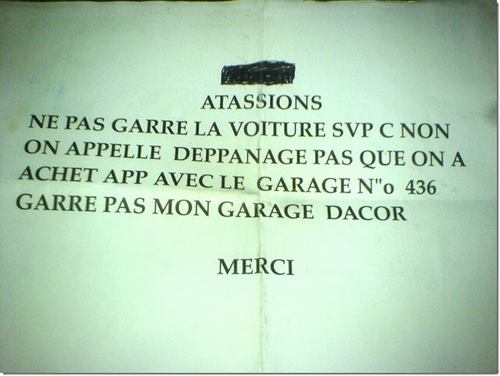 ATASSIONS
NE PAS GARRE LA VOITURE SVP C NON
ON APPELLE DEPPANAGE PAS QUE ON A
ACHET APP AVEC LE GARAGE N"o 436
GARRE PAS MON GARAGE DACOR
MERCI